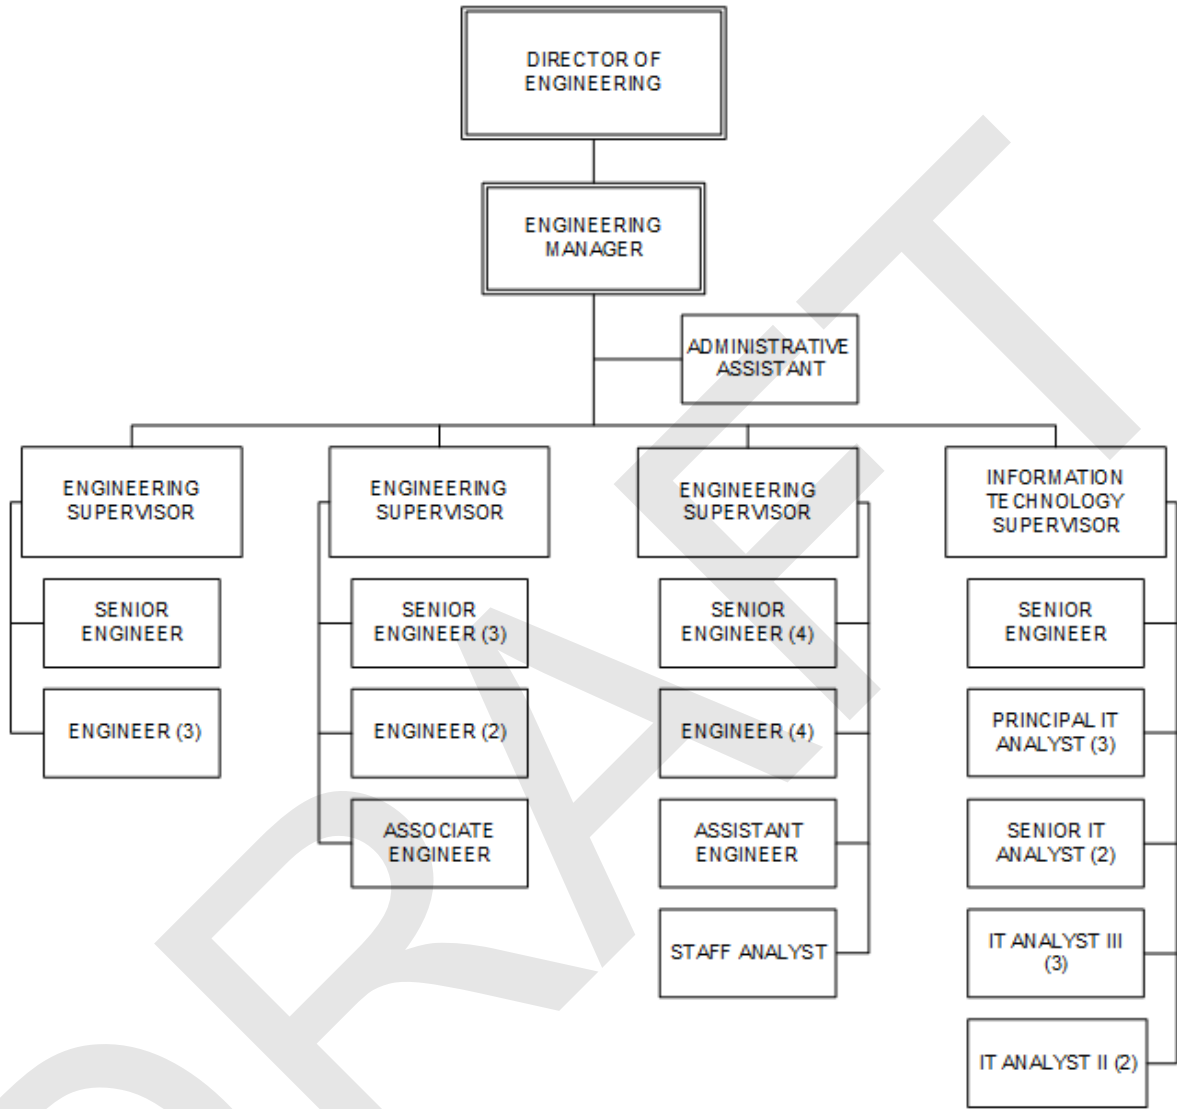 DIRECTOR OF
ENGINEERING
ENGINEERING
MANAGER
ADMINISTRATIVE
ASSISTANT
ENGINEERING
SUPERVISOR
SENIOR
ENGINEER
ENGINEER (3)
ENGINEERING
SUPERVISOR
SENIOR
ENGINEER (3)
ENGINEER (2)
ASSOCIATE
ENGINEER
ENGINEERING
SUPERVISOR
SENIOR
ENGINEER (4)
ENGINEER (4)
ASSISTANT
ENGINEER
STAFF ANALYST
INFORMATION
TECHNOLOGY
SUPERVISOR
SENIOR
ENGINEER
PRINCIPAL IT
ANALYST (3)
SENIOR IT
ANALYST (2)
IT ANALYST III
(3)
IT ANALYST II (2)
DRAFT